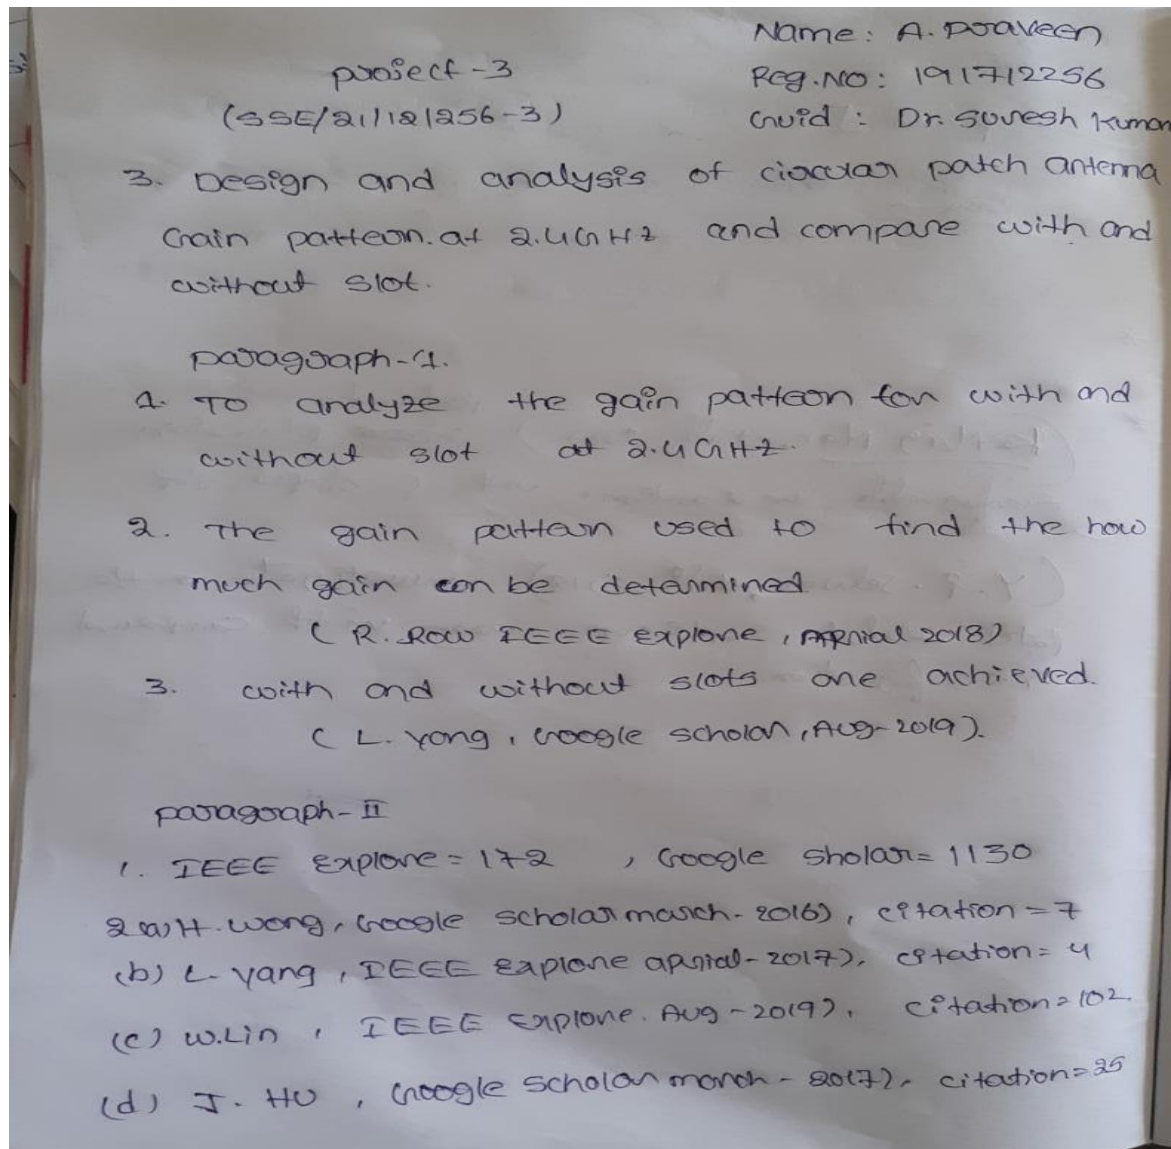 Name: A. Praveen
project-3
Reg.NO: 191712256
(SSE/21/12/256-3)
Guid : Dr. Suresh Kumar
3. Design and analysis of circular patch antenna
Gain pattern. at 2.4GHZ and compare with and
without slot.
paragraph-1.
1. To analyze the gain pattern for with and
without slot at 2.4GHZ.
2. The gain pattern used to find the how
much gain can be determined
(R. Row IEEE Explore, Aprial 2018)
3. with and without slots are achieved.
(L. Yang, Google scholar, Aug-2019).
paragraph-II
1. IEEE Explore = 172 , Google Sholar = 1130
2(a) H. Wong, Google scholar march-2016), citation = 7
(b) L. Yang, IEEE Explore aprial-2017), citation = 4
(c) W.Lin , IEEE Explore. Aug-2019), citation = 102.
(d) J. HU , Google scholar march-2017), citation = 25